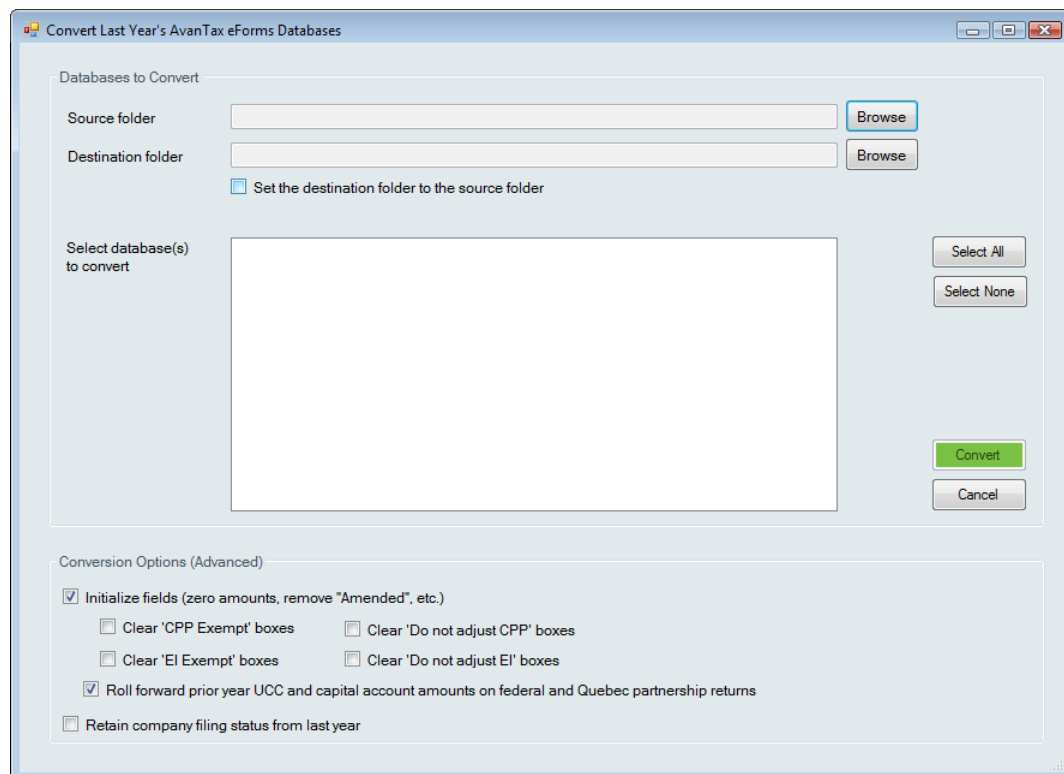 Convert Last Year's AvanTax eForms Databases
Databases to Convert
Source folder
Browse
Destination folder
Browse
Set the destination folder to the source folder
Select database(s)
to convert
Select All
Select None
Convert
Cancel
Conversion Options (Advanced)
Initialize fields (zero amounts, remove "Amended", etc.)
Clear 'CPP Exempt' boxes
Clear 'Do not adjust CPP' boxes
Clear 'EI Exempt' boxes
Clear 'Do not adjust EI' boxes
Roll forward prior year UCC and capital account amounts on federal and Quebec partnership returns
Retain company filing status from last year